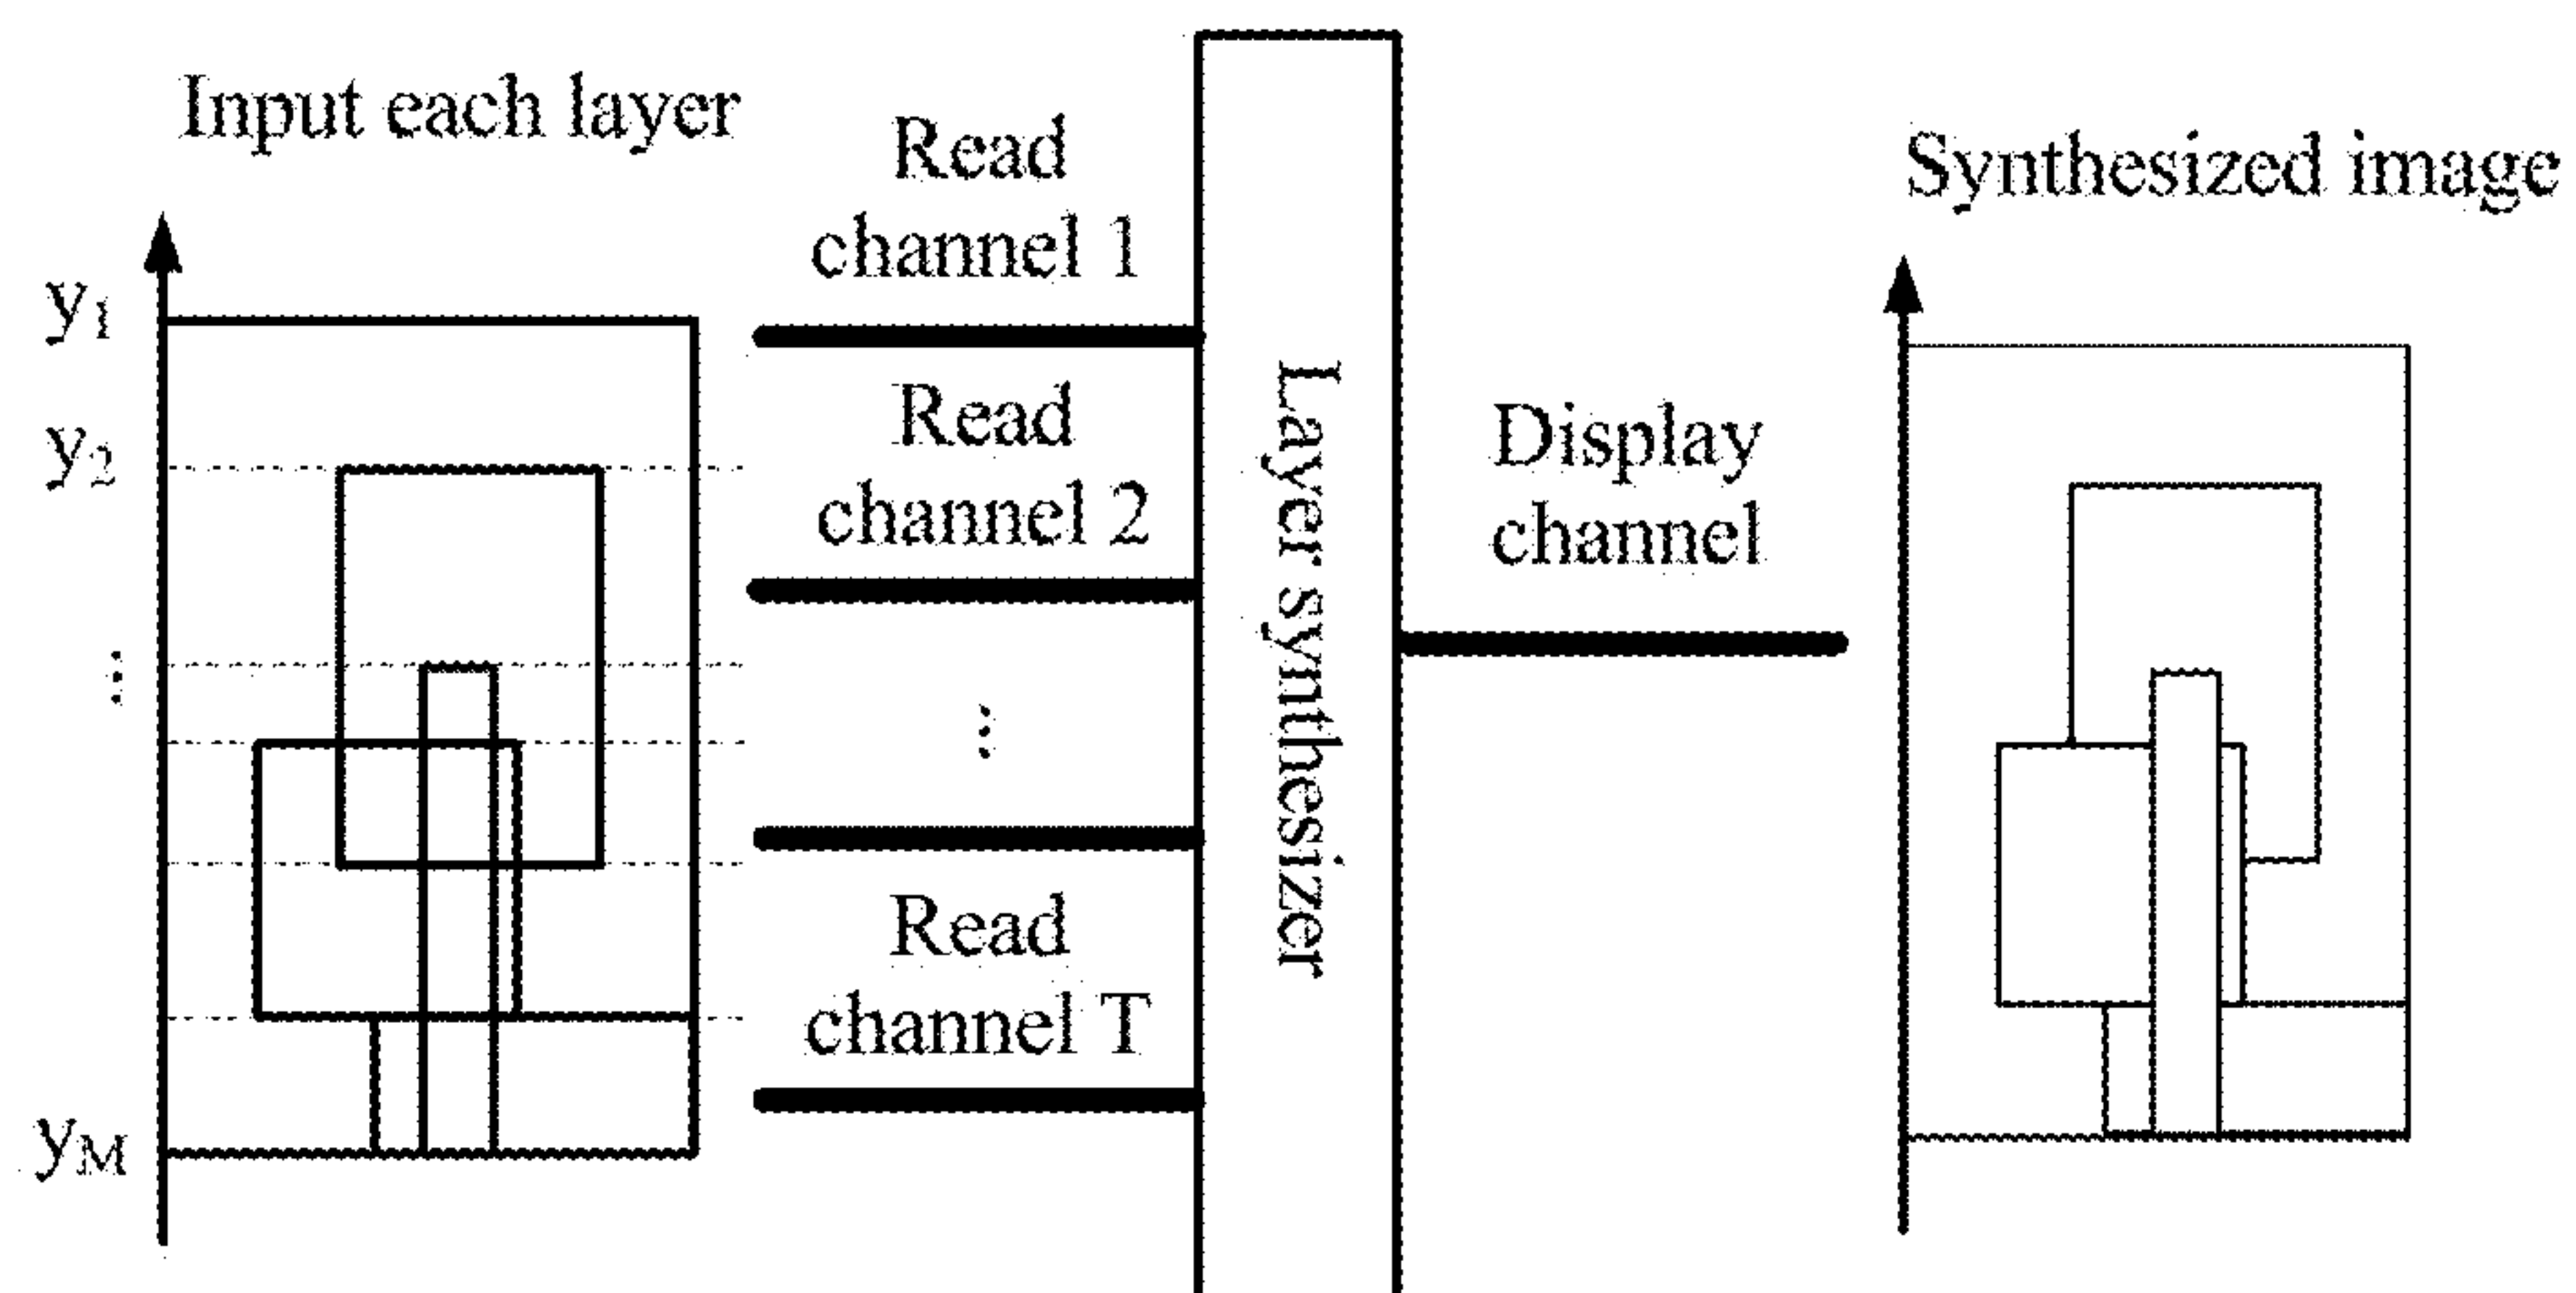 Input each layer
y₁
y₂
⋮
y_M
Read
channel 1
Read
channel 2
⋮
Read
channel T
Layer synthesizer
Display
channel
Synthesized image